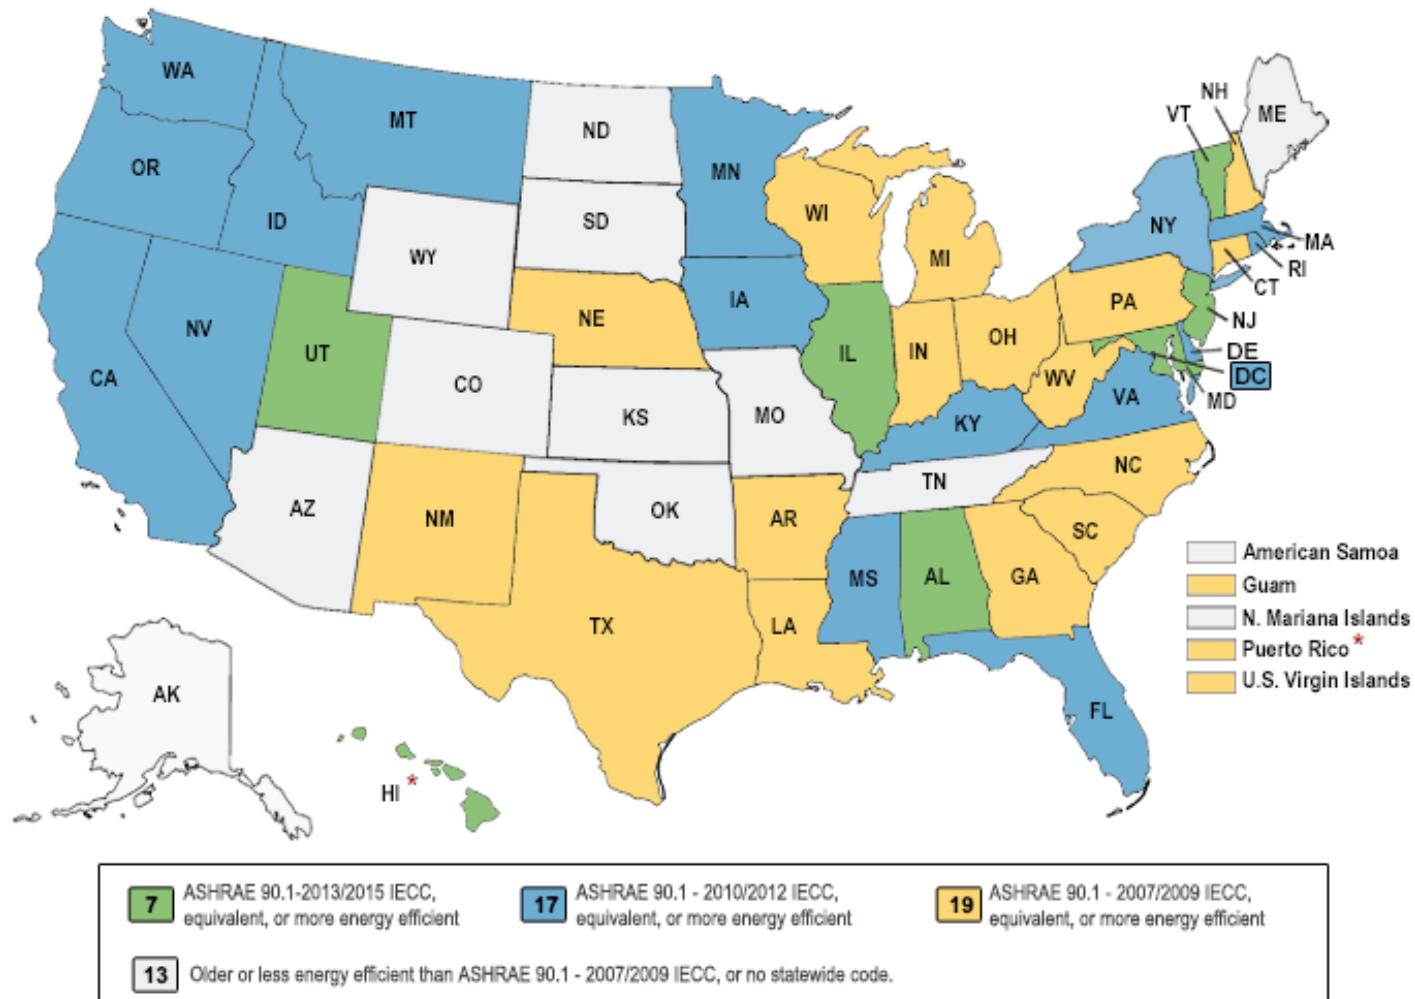 WA
MT
ND
MN
OR
ID
SD
WY
WI
MI
NH
VT
ME
NY
MA
RI
CT
NV
UT
NE
IA
PA
NJ
CA
CO
IL
IN
OH
DE
DC
WV
VA
MD
KS
MO
KY
AZ
NM
OK
AR
TN
NC
SC
TX
LA
MS
AL
GA
FL
AK
HI *
American Samoa
Guam
N. Mariana Islands
Puerto Rico *
U.S. Virgin Islands
7 ASHRAE 90.1-2013/2015 IECC,
equivalent, or more energy efficient
17 ASHRAE 90.1 - 2010/2012 IECC,
equivalent, or more energy efficient
19 ASHRAE 90.1 - 2007/2009 IECC,
equivalent, or more energy efficient
13 Older or less energy efficient than ASHRAE 90.1 - 2007/2009 IECC, or no statewide code.